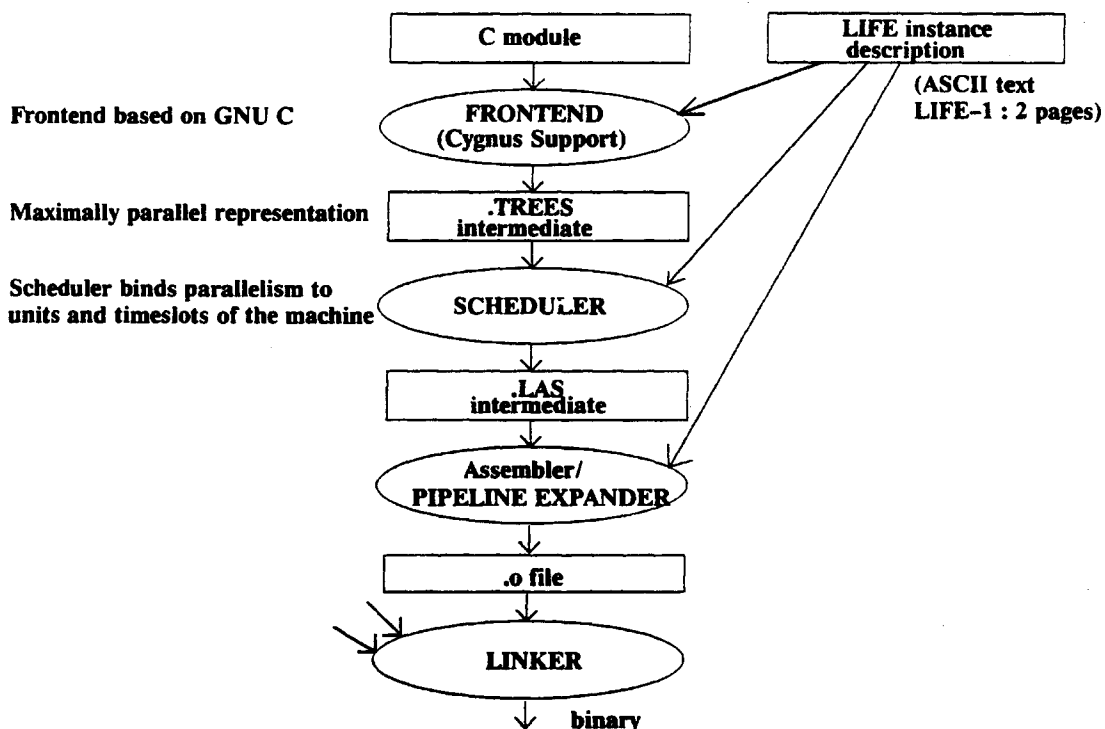 C module
LIFE instance
description
(ASCII text
LIFE-1 : 2 pages)
Frontend based on GNU C
FRONTEND
(Cygnus Support)
Maximally parallel representation
.TREES
intermediate
Scheduler binds parallelism to
units and timeslots of the machine
SCHEDULER
.LAS
intermediate
Assembler/
PIPELINE EXPANDER
.o file
LINKER
binary